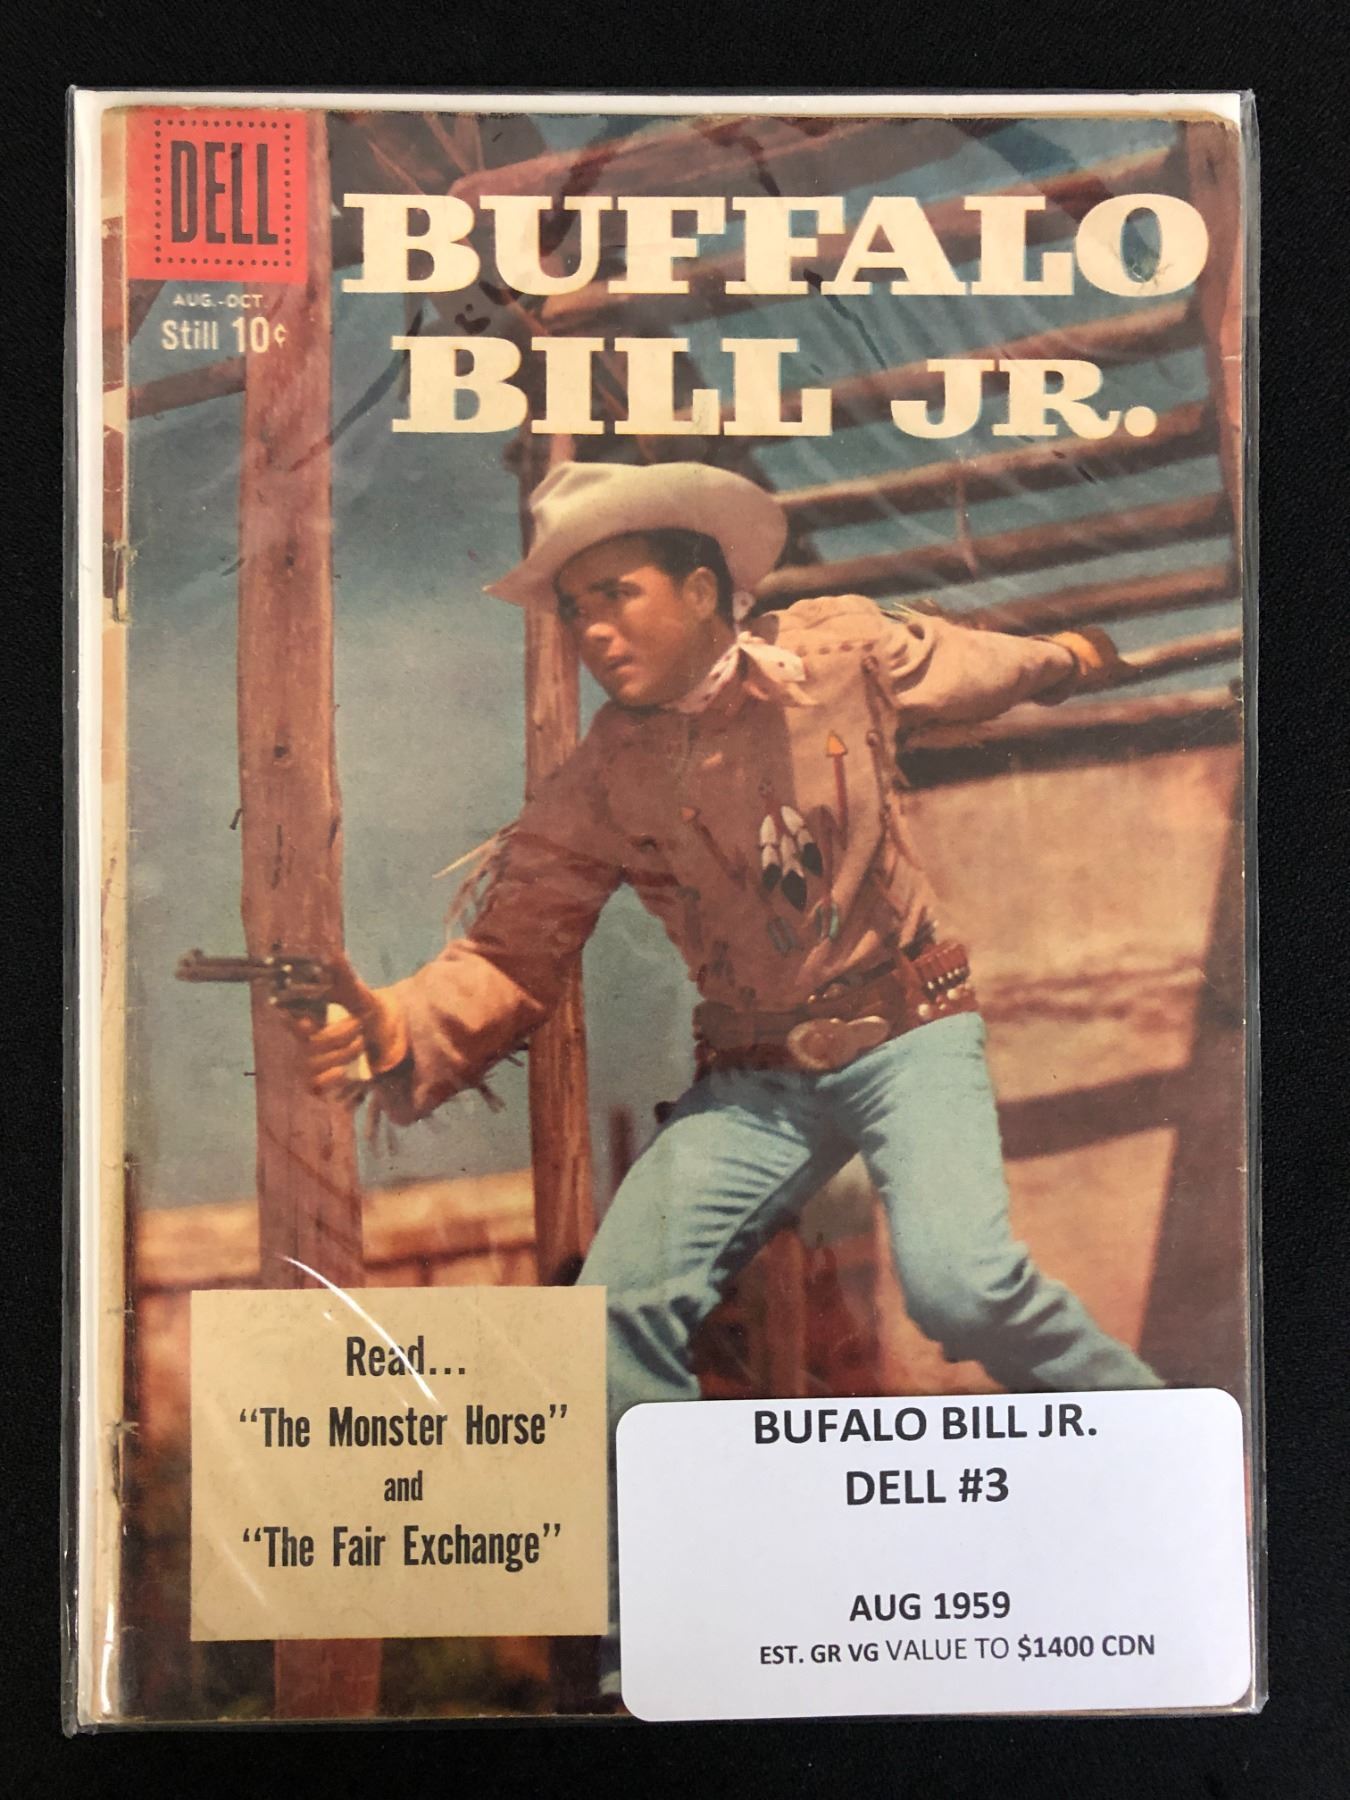 DELL
AUG.-OCT.
Still 10¢
BUFFALO
BILL JR.
Read...
“The Monster Horse”
and
“The Fair Exchange”
BUFALO BILL JR.
DELL #3
AUG 1959
EST. GR VG VALUE TO $1400 CDN